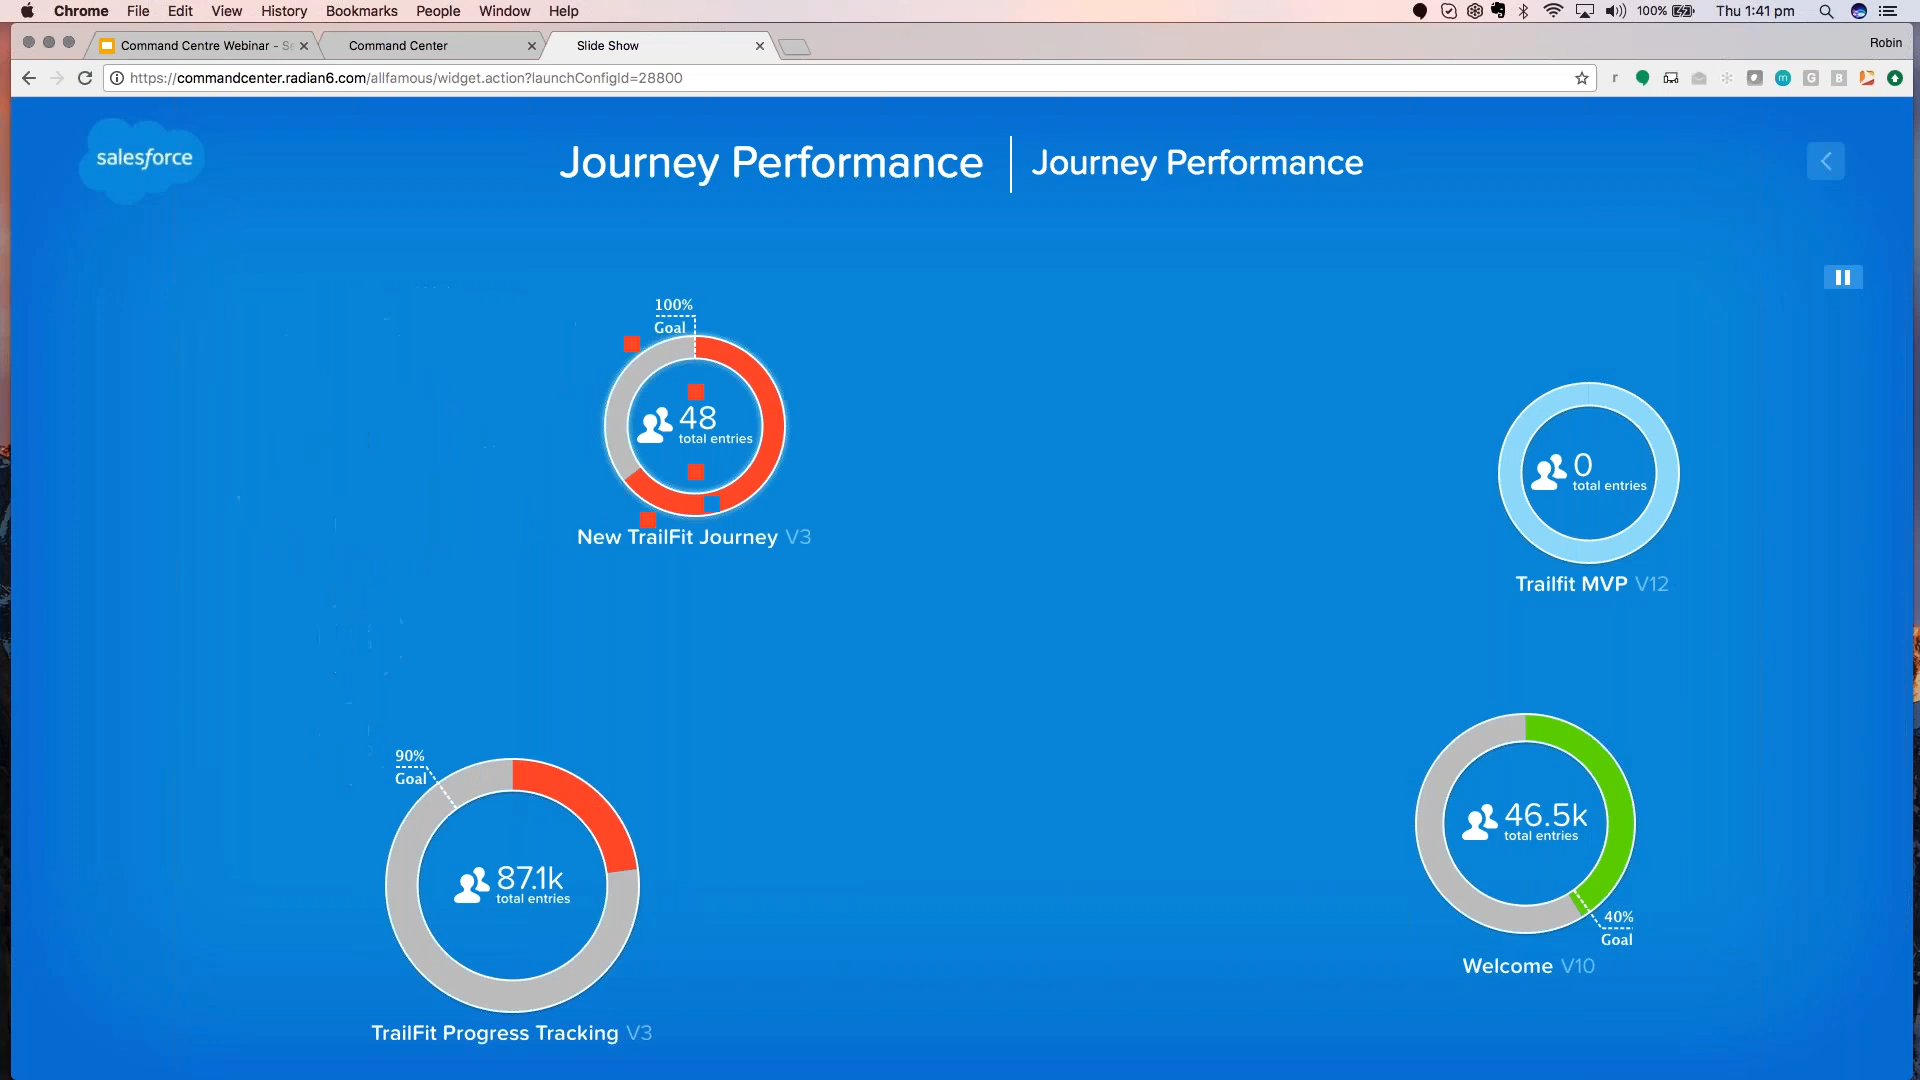 Chrome File Edit View History Bookmarks People Window Help
100% Thu 1:41 pm
Command Centre Webinar - Se
Command Center
Slide Show
Robin
https://commandcenter.radian6.com/allfamous/widget.action?launchConfigId=28800
r m G B
salesforce
Journey Performance
Journey Performance
100%
Goal
48
total entries
New TrailFit Journey V3
0
total entries
Trailfit MVP V12
90%
Goal
87.1k
total entries
TrailFit Progress Tracking V3
46.5k
total entries
40%
Goal
Welcome V10